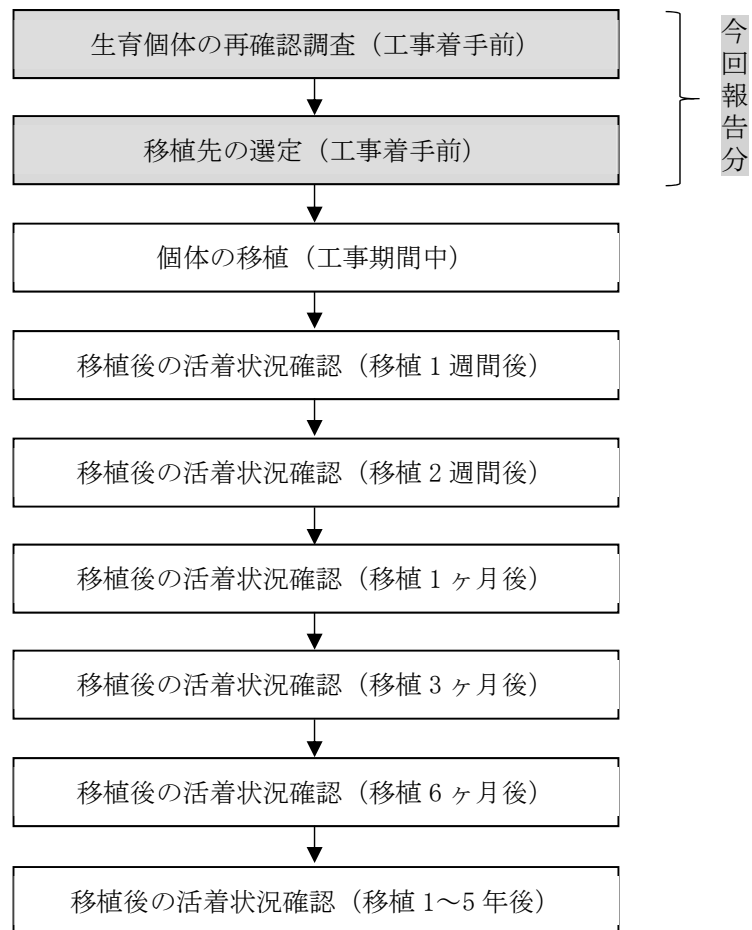 生育個体の再確認調査（工事着手前）
移植先の選定（工事着手前）
今回報告分
個体の移植（工事期間中）
移植後の活着状況確認（移植 1 週間後）
移植後の活着状況確認（移植 2 週間後）
移植後の活着状況確認（移植 1 ヶ月後）
移植後の活着状況確認（移植 3 ヶ月後）
移植後の活着状況確認（移植 6 ヶ月後）
移植後の活着状況確認（移植 1～5 年後）